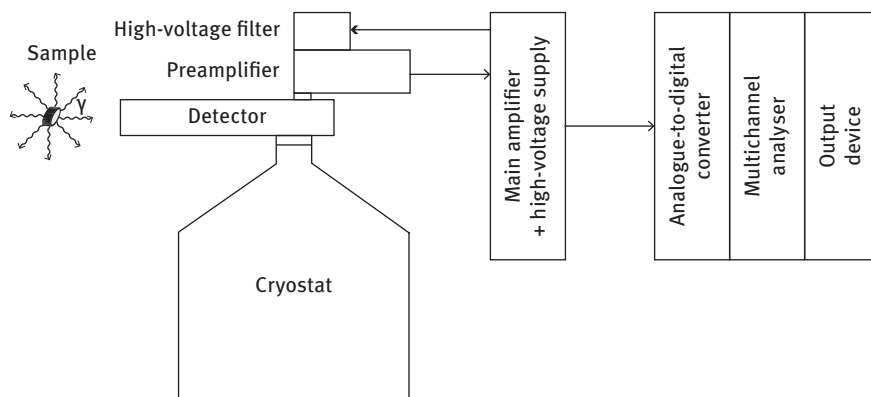 High-voltage filter
Sample
Preamplifier
γ
Detector
Cryostat
Main amplifier
+ high-voltage supply
Analogue-to-digital
converter
Multichannel
analyser
Output
device